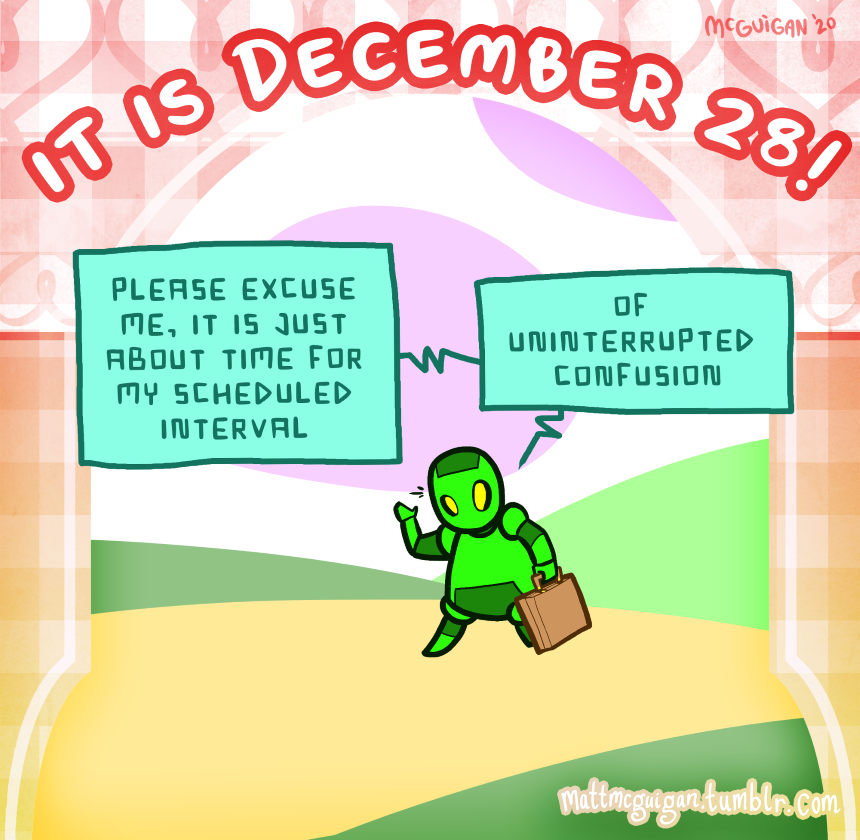 McGUiGAN '20
IT IS DECEMBER 28!
PLEASE EXCUSE
ME, IT IS JUST
ABOUT TIME FOR
MY SCHEDULED
INTERVAL
OF
UNINTERRUPTED
CONFUSION
mattmcguigan.tumblr.com